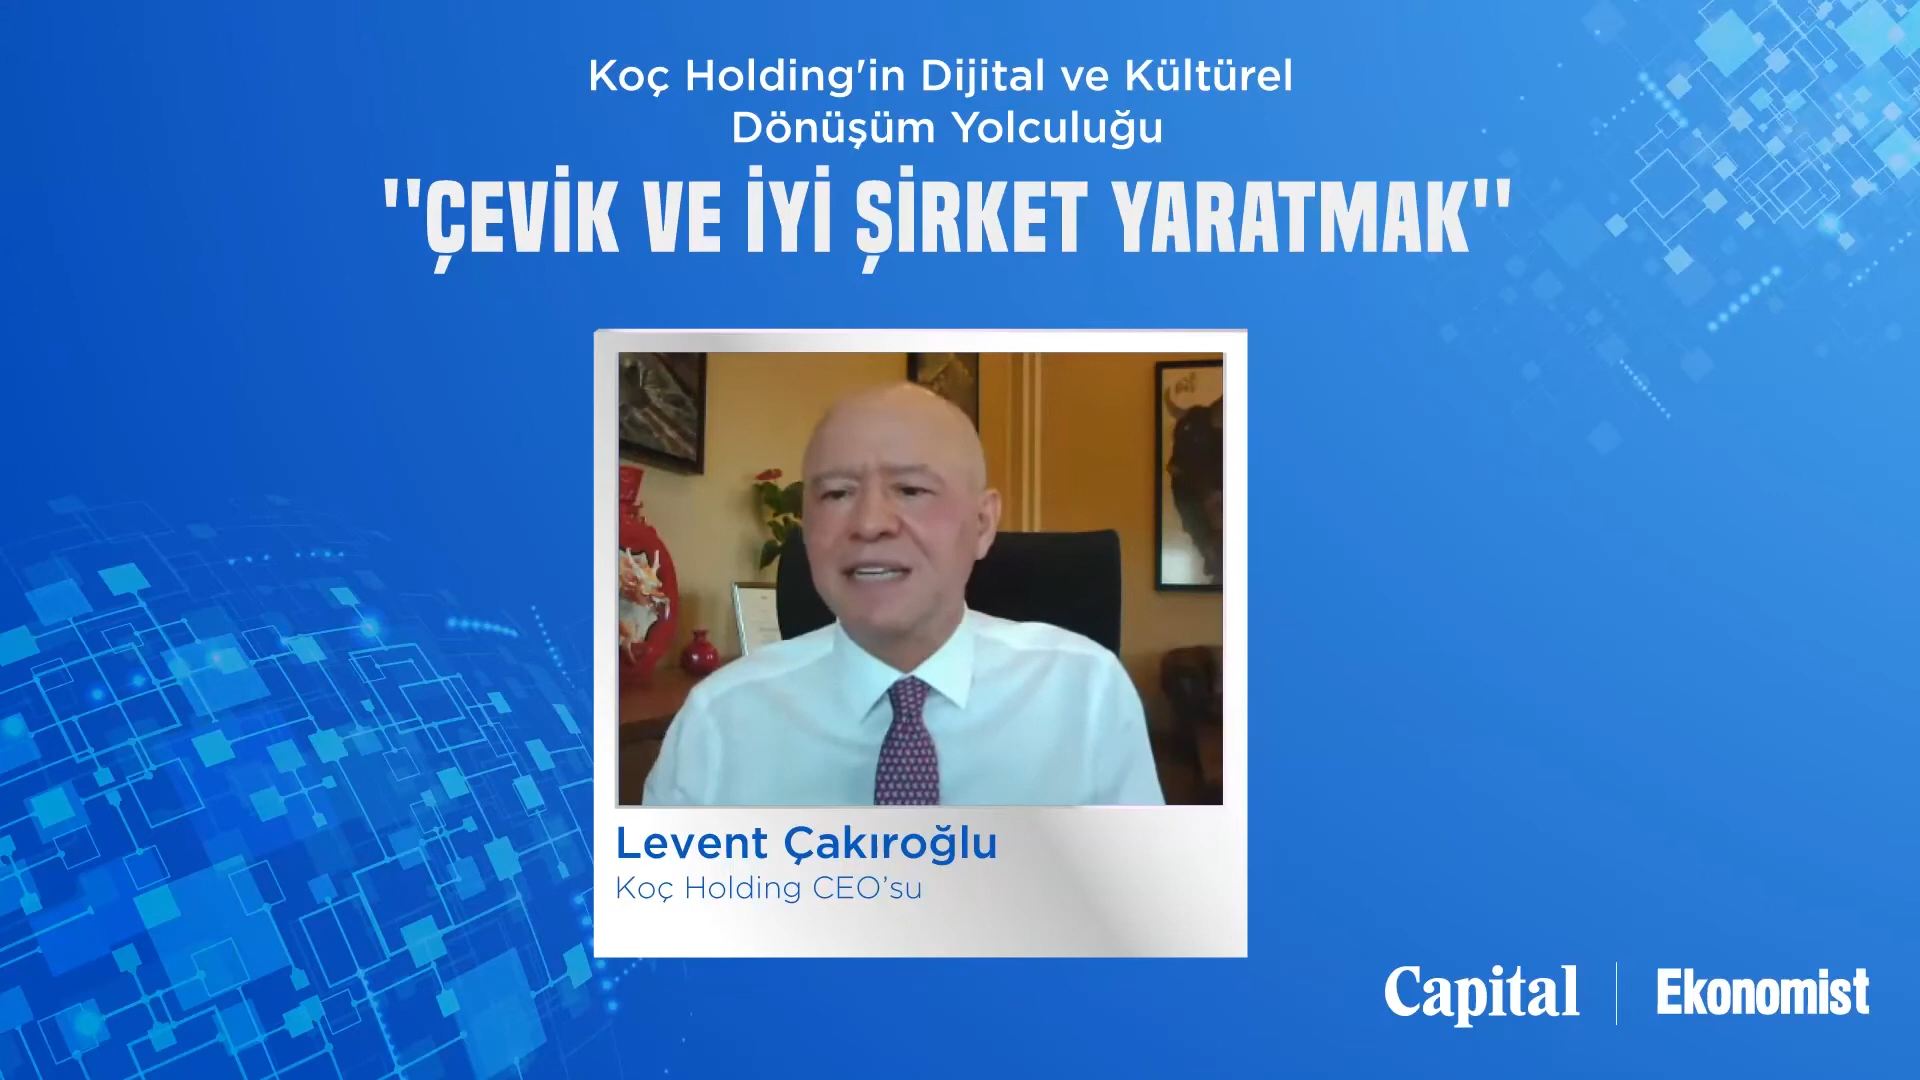 Koç Holding'in Dijital ve Kültürel
Dönüşüm Yolculuğu
"ÇEVİK VE İYİ ŞİRKET YARATMAK"
Levent Çakıroğlu
Koç Holding CEO’su
Capital | Ekonomist